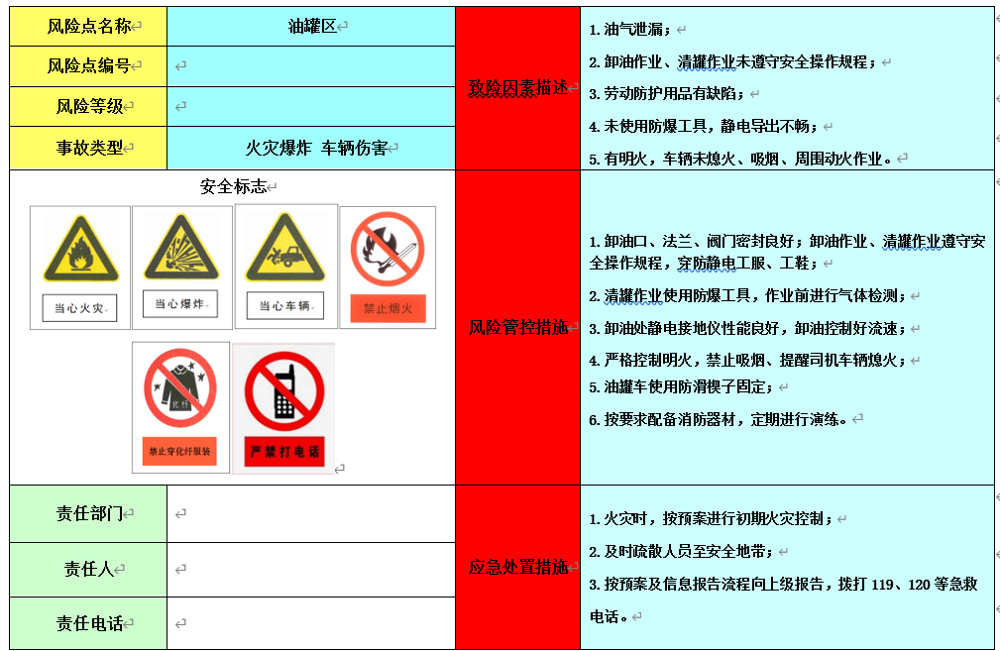 风险点名称
油罐区
风险点编号
风险等级
事故类型
火灾爆炸 车辆伤害
致险因素描述
1.油气泄漏；
2.卸油作业、清罐作业未遵守安全操作规程；
3.劳动防护用品有缺陷；
4.未使用防爆工具，静电导出不畅；
5.有明火，车辆未熄火、吸烟、周围动火作业。
安全标志
当心火灾
当心爆炸
当心车辆
禁止烟火
化纤
禁止穿化纤服装
严禁打电话
风险管控措施
1.卸油口、法兰、阀门密封良好；卸油作业、清罐作业遵守安
全操作规程，穿防静电工服、工鞋；
2.清罐作业使用防爆工具，作业前进行气体检测；
3.卸油处静电接地仪性能良好，卸油控制好流速；
4.严格控制明火，禁止吸烟、提醒司机车辆熄火；
5.油罐车使用防滑楔子固定；
6.按要求配备消防器材，定期进行演练。
责任部门
责任人
责任电话
应急处置措施
1.火灾时，按预案进行初期火灾控制；
2.及时疏散人员至安全地带；
3.按预案及信息报告流程向上级报告，拨打 119、120 等急救
电话。